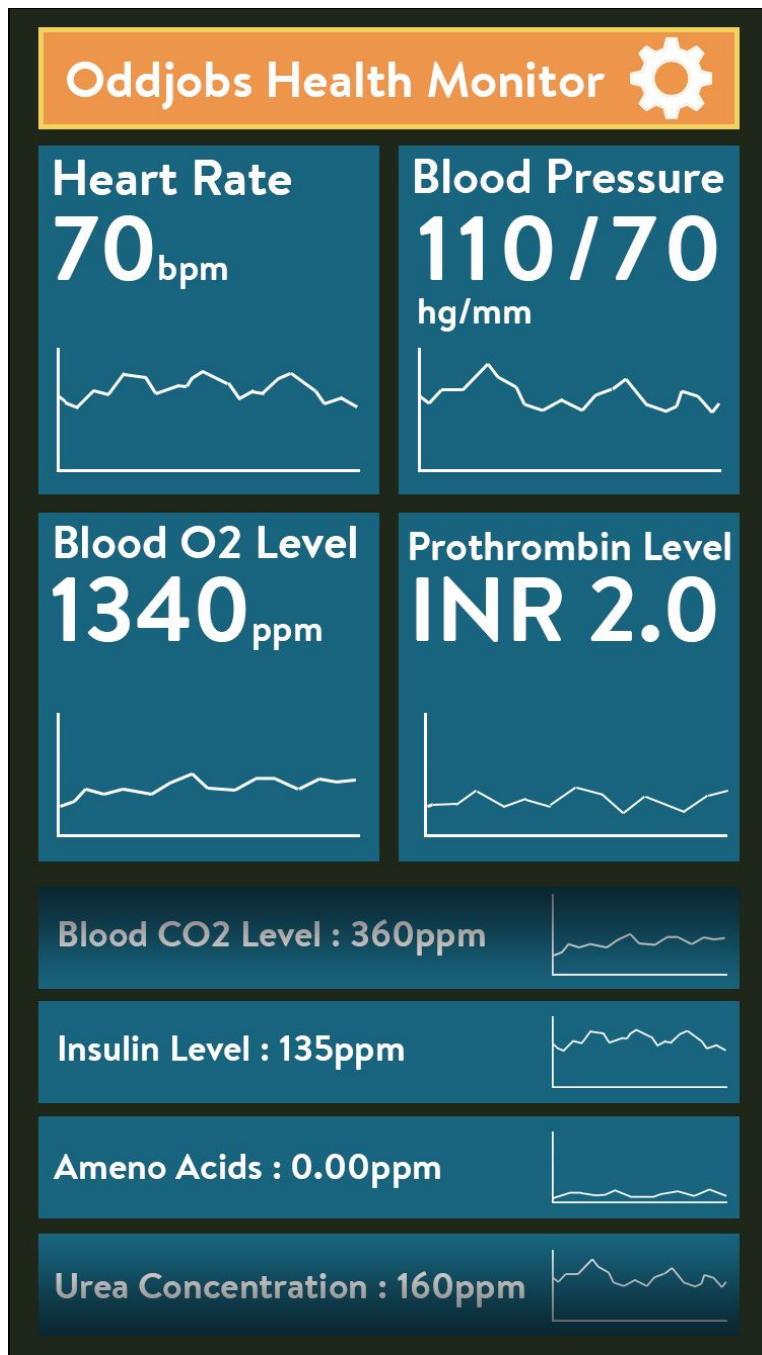 Oddjobs Health Monitor
Heart Rate
70bpm
Blood Pressure
110/70
hg/mm
Blood O2 Level
1340ppm
Prothrombin Level
INR 2.0
Blood CO2 Level : 360ppm
Insulin Level : 135ppm
Ameno Acids : 0.00ppm
Urea Concentration : 160ppm